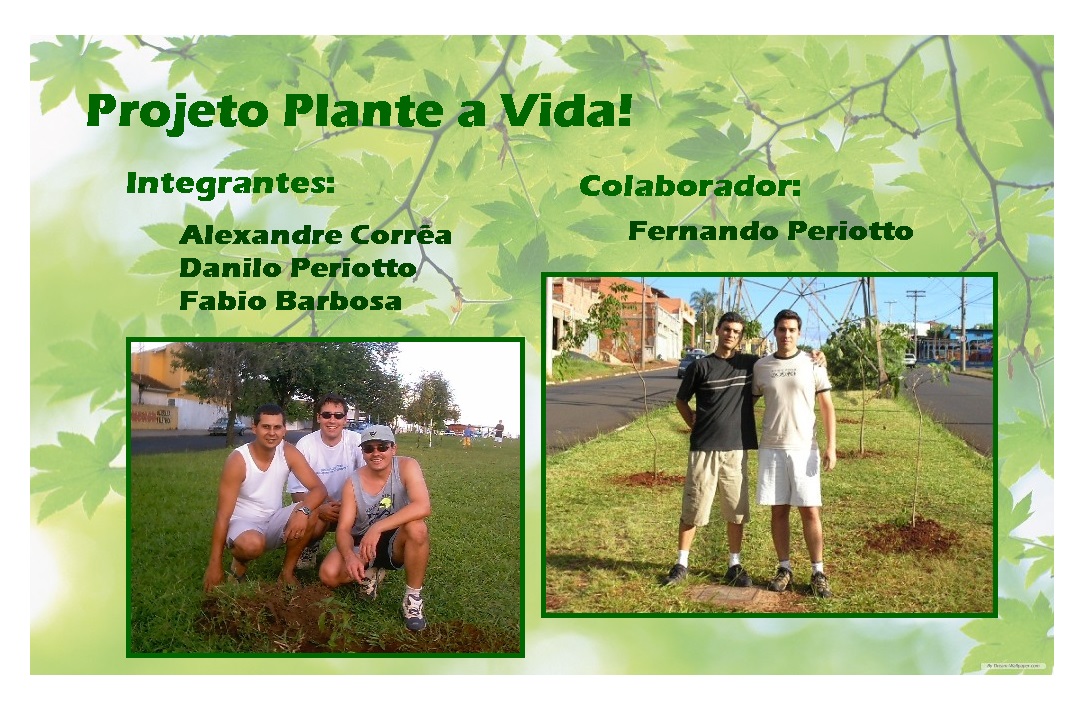 Projeto Plante a Vida!
Integrantes:
Alexandre Corrêa
Danilo Periotto
Fabio Barbosa
Colaborador:
Fernando Periotto